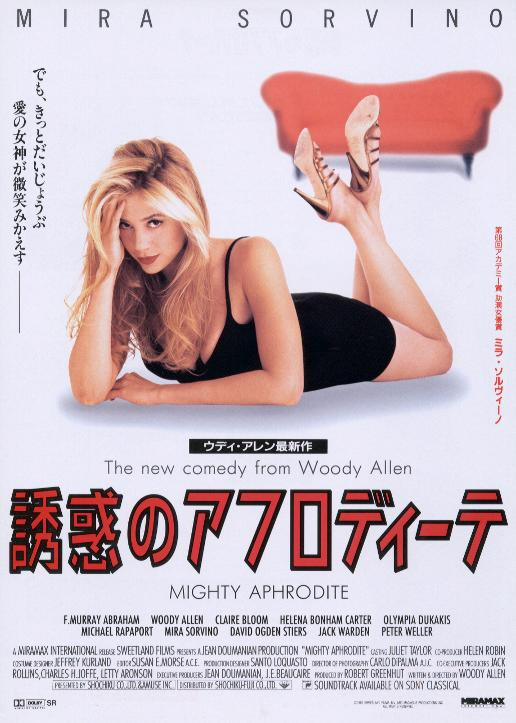 MIRA SORVINO
でも、きっとだいじょうぶ
愛の女神が微笑みかえす——
第68回アカデミー賞 助演女優賞 ミラ・ソルヴィーノ
ウディ・アレン最新作
The new comedy from Woody Allen
誘惑のアフロディーテ
MIGHTY APHRODITE
F.MURRAY ABRAHAM WOODY ALLEN CLAIRE BLOOM HELENA BONHAM CARTER OLYMPIA DUKAKIS
MICHAEL RAPAPORT MIRA SORVINO DAVID OGDEN STIERS JACK WARDEN PETER WELLER
A MIRAMAX INTERNATIONAL RELEASE SWEETLAND FILMS PRESENTS A JEAN DOUMANIAN PRODUCTION "MIGHTY APHRODITE" CASTING JULIET TAYLOR CO-PRODUCER HELEN ROBIN
COSTUME DESIGNER JEFFREY KURLAND EDITOR SUSAN E.MORSE A.C.E. PRODUCTION DESIGNER SANTO LOQUASTO DIRECTOR OF PHOTOGRAPHY CARLO DIPALMA A.I.C. CO-EXECUTIVE PRODUCERS JACK
ROLLINS,CHARLES H.JOFFE, LETTY ARONSON EXECUTIVE PRODUCERS JEAN DOUMANIAN, J.E.BEAUCAIRE PRODUCED BY ROBERT GREENHUT WRITTEN & DIRECTED BY WOODY ALLEN
PRESENTED BY SHOCHIKU CO.,LTD.&AMUSE INC. DISTRIBUTED BY SHOCHIKU-FUJI CO.,LTD. SOUNDTRACK AVAILABLE ON SONY CLASSICAL
DOLBY SR
MIRAMAX